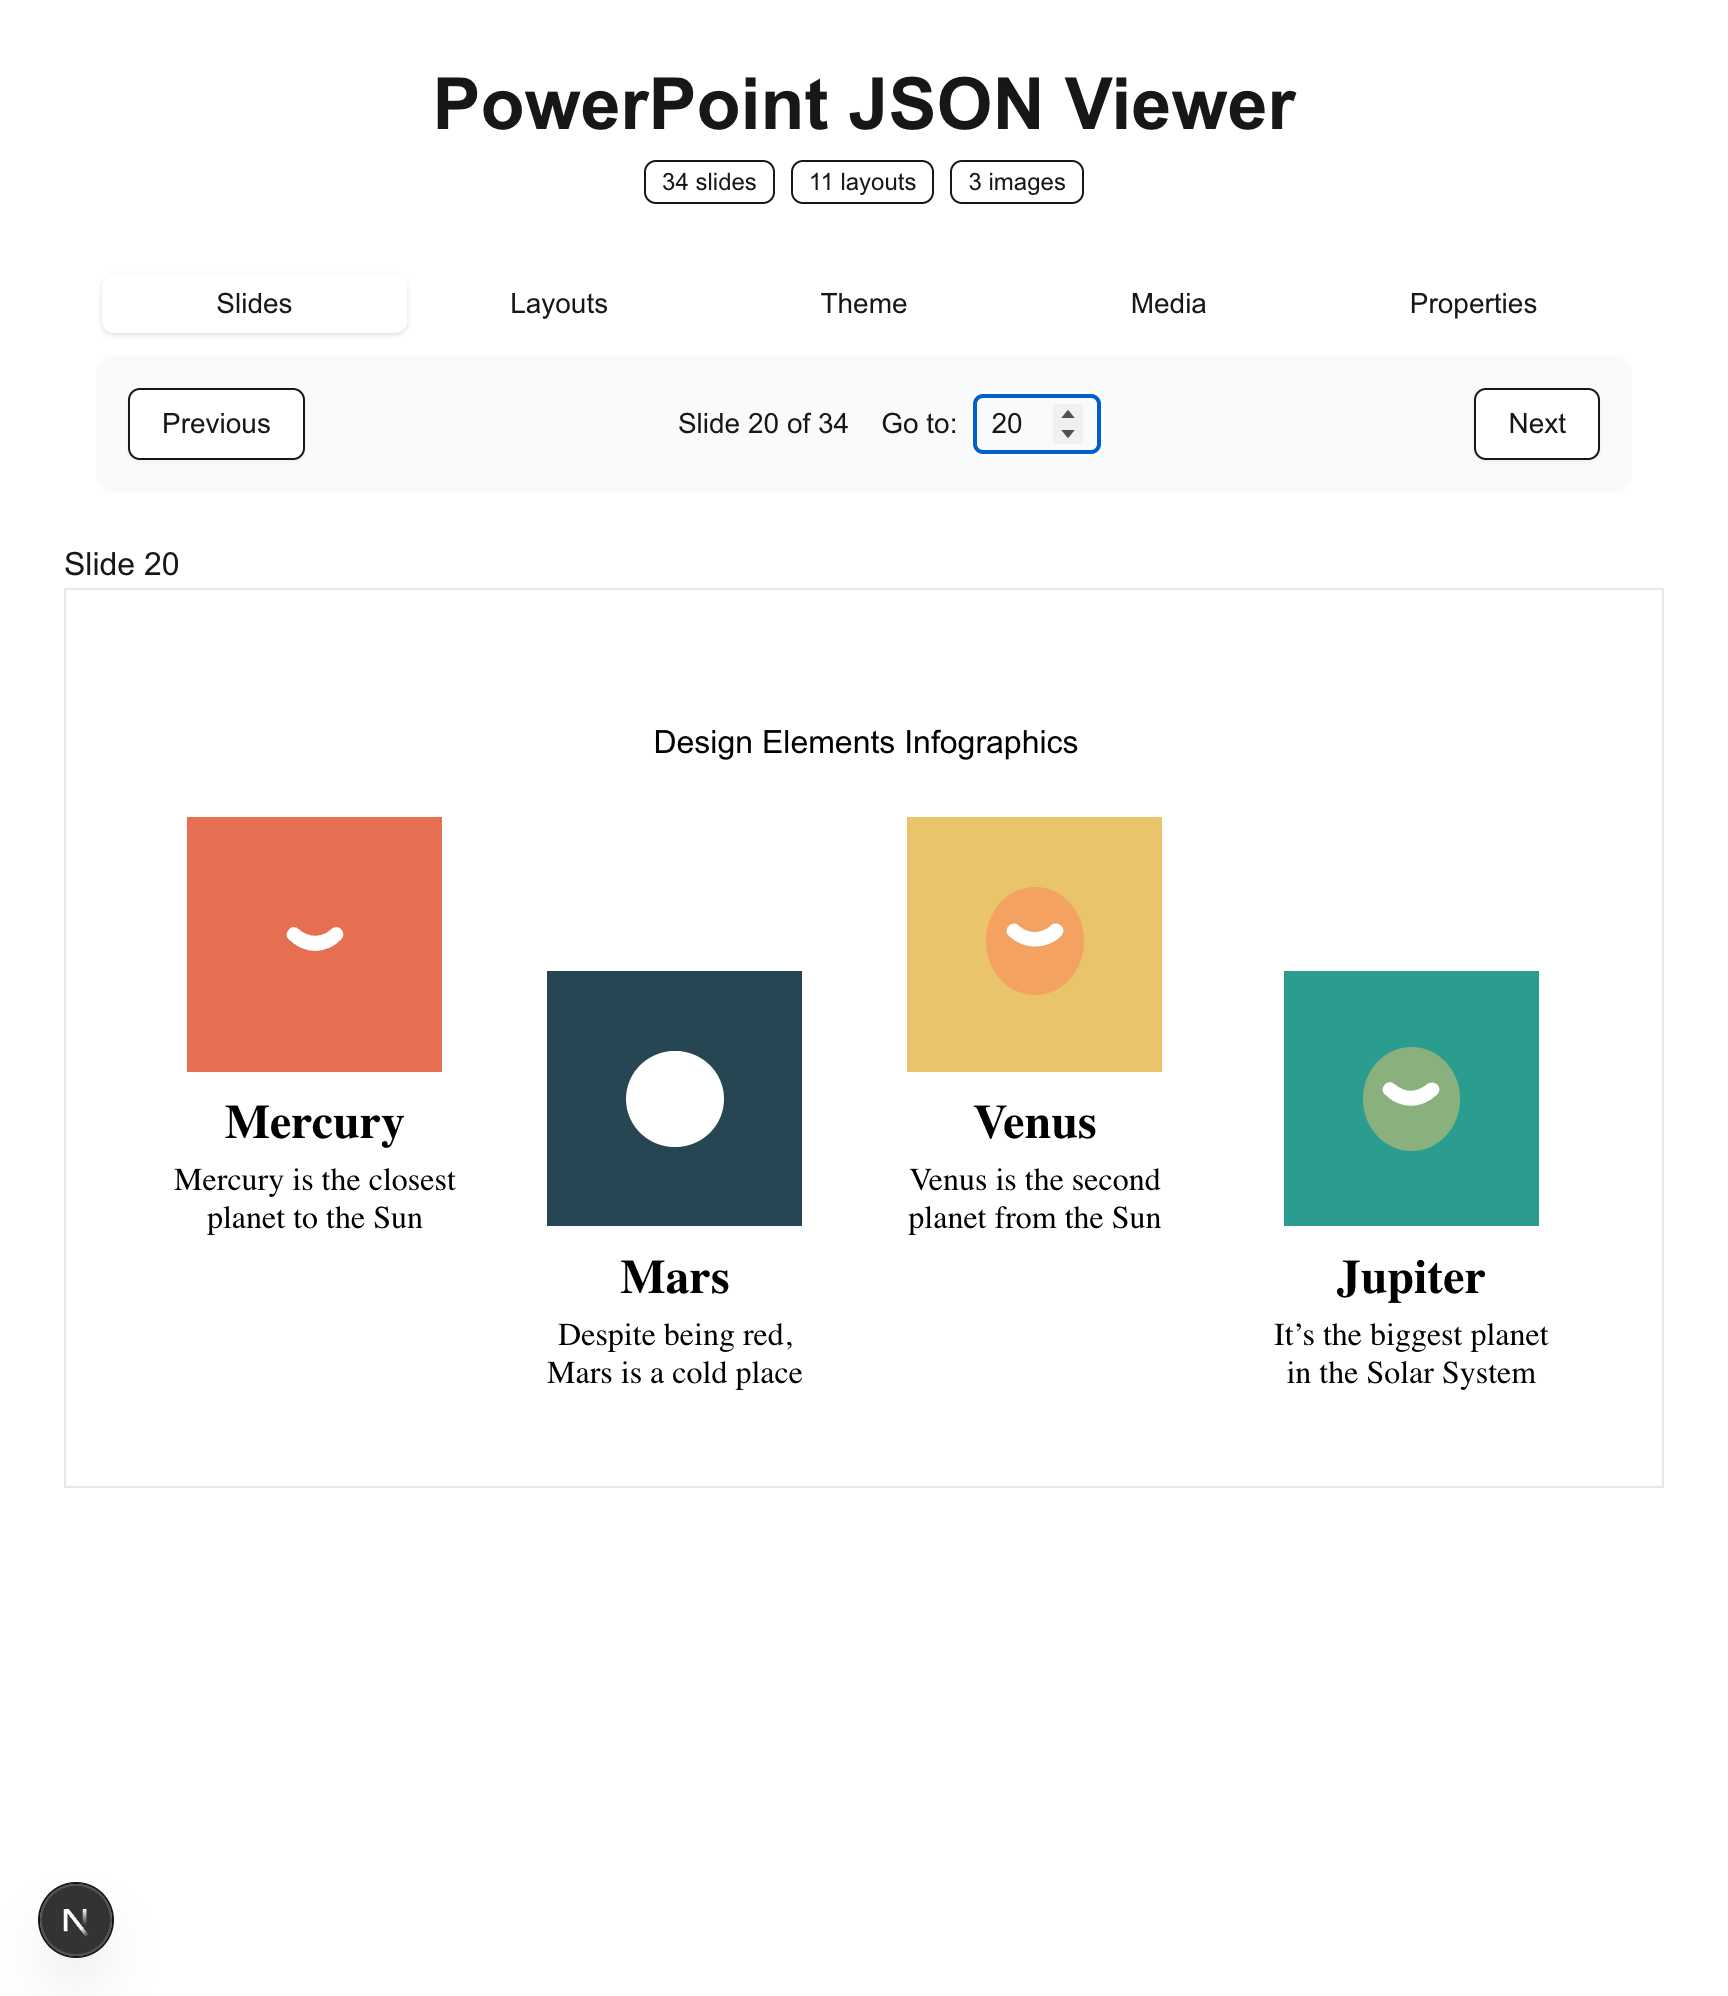 PowerPoint JSON Viewer
34 slides
11 layouts
3 images
Slides
Layouts
Theme
Media
Properties
Previous
Slide 20 of 34
Go to:
20
Next
Slide 20
Design Elements Infographics
Mercury
Mercury is the closest
planet to the Sun
Mars
Despite being red,
Mars is a cold place
Venus
Venus is the second
planet from the Sun
Jupiter
It’s the biggest planet
in the Solar System
N